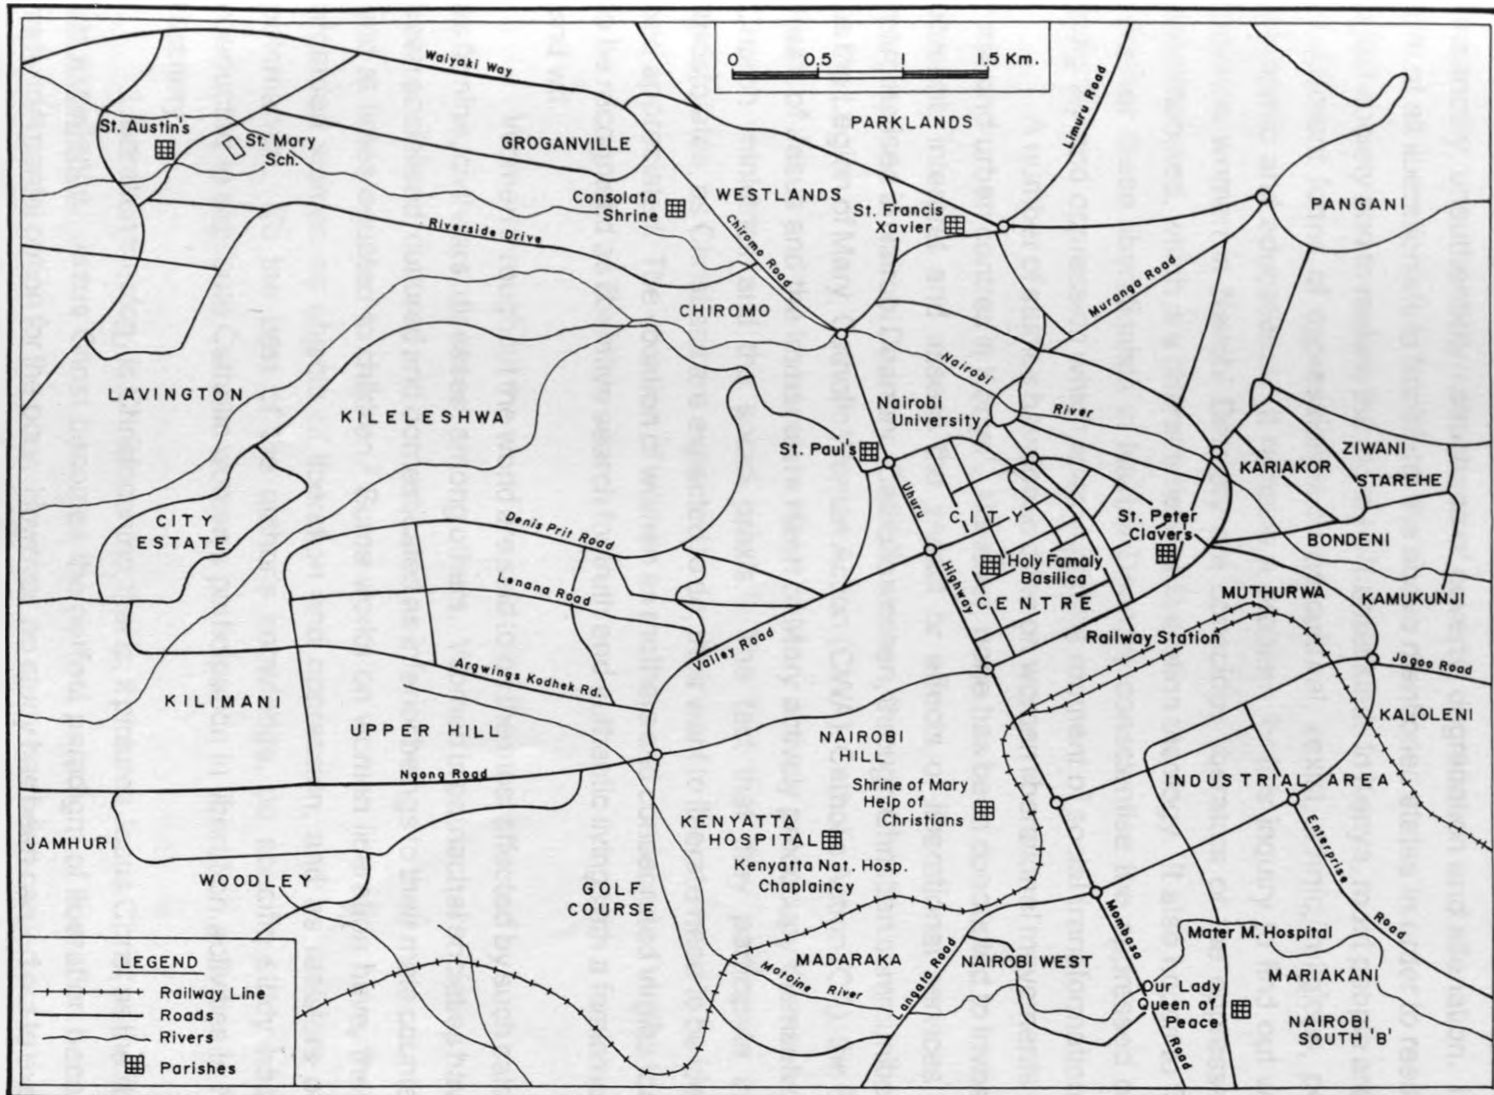 Waiyaki Way
0 1 1.5 Km.
Limuru Road
PARKLANDS
St. Austin's
St. Mary
Sch.
GROGANVILLE
WESTLANDS
Consolata
Shrine
St. Francis
Xavier
PANGANI
Riverside Drive
Chiromo Road
Muranga Road
CHIROMO
LAVINGTON
KILELESHWA
Nairobi
River
Nairobi
University
St. Paul's
ZIWANI
KARIAKOR
STAREHE
Uhuru
Highway
CITY
CENTRE
St. Peter
Clavers
BONDENI
CITY
ESTATE
Denis Prit Road
Holy Famaly
Basilica
Lenana Road
MUTHURWA
KAMUKUNJI
Valley Road
Railway Station
Jogoo Road
Argwings Kodhek Rd.
KILIMANI
UPPER HILL
NAIROBI
HILL
KALOLENI
Ngong Road
INDUSTRIAL AREA
Shrine of Mary
Help of
Christians
KENYATTA
HOSPITAL
Enterprise
Road
JAMHURI
Kenyatta Nat. Hosp.
Chaplaincy
WOODLEY
GOLF
COURSE
Mombasa
Road
Mater M. Hospital
LEGEND
Railway Line
Roads
Rivers
Parishes
MADARAKA
Langata Road
NAIROBI WEST
MARIAKANI
Motoine River
Our Lady
Queen of
Peace
NAIROBI
SOUTH 'B'